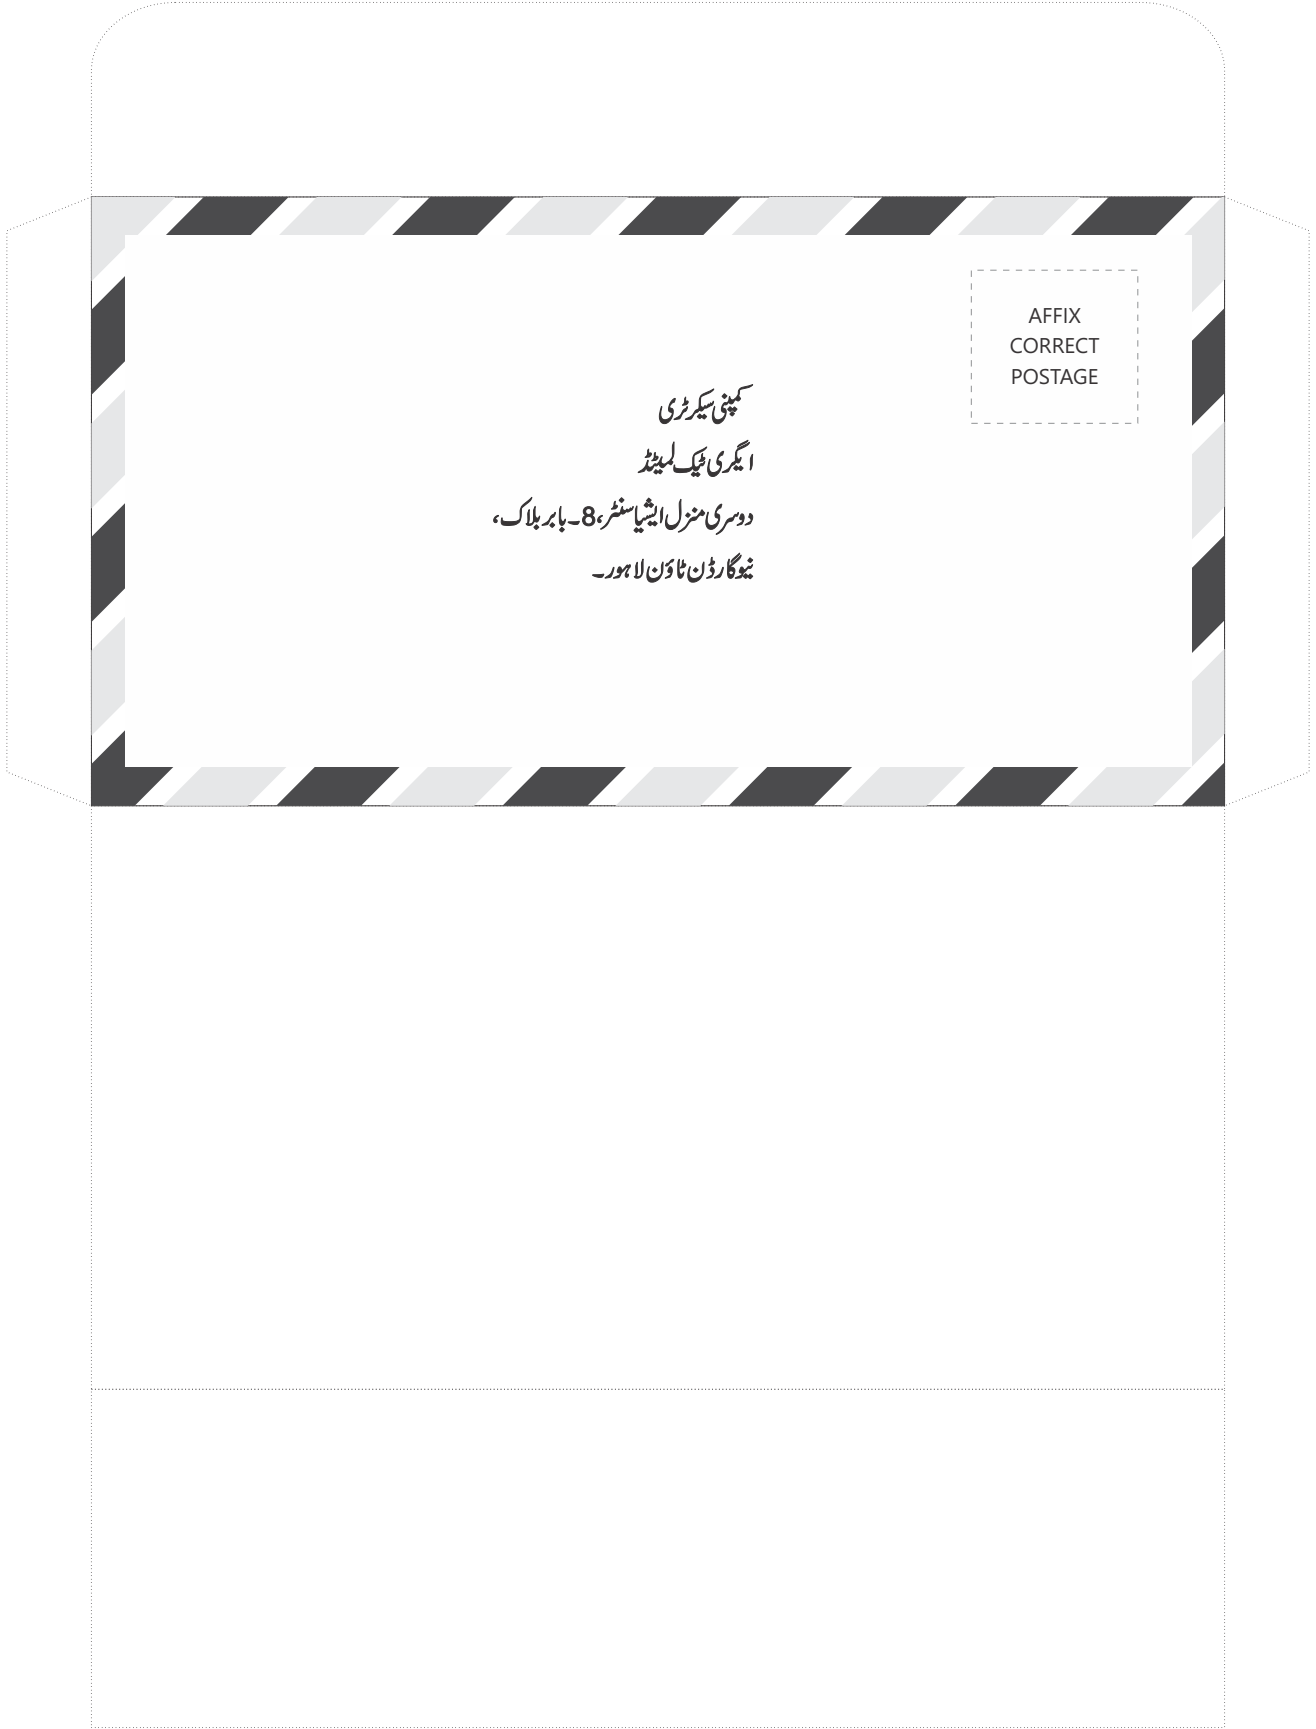 AFFIX
CORRECT
POSTAGE
کمپنی سیکرٹری
ایگری ٹیک لمیٹڈ
دوسری منزل ایشیا سنٹر، 8۔ بابر بلاک،
نیو گارڈن ٹاؤن لاہور۔